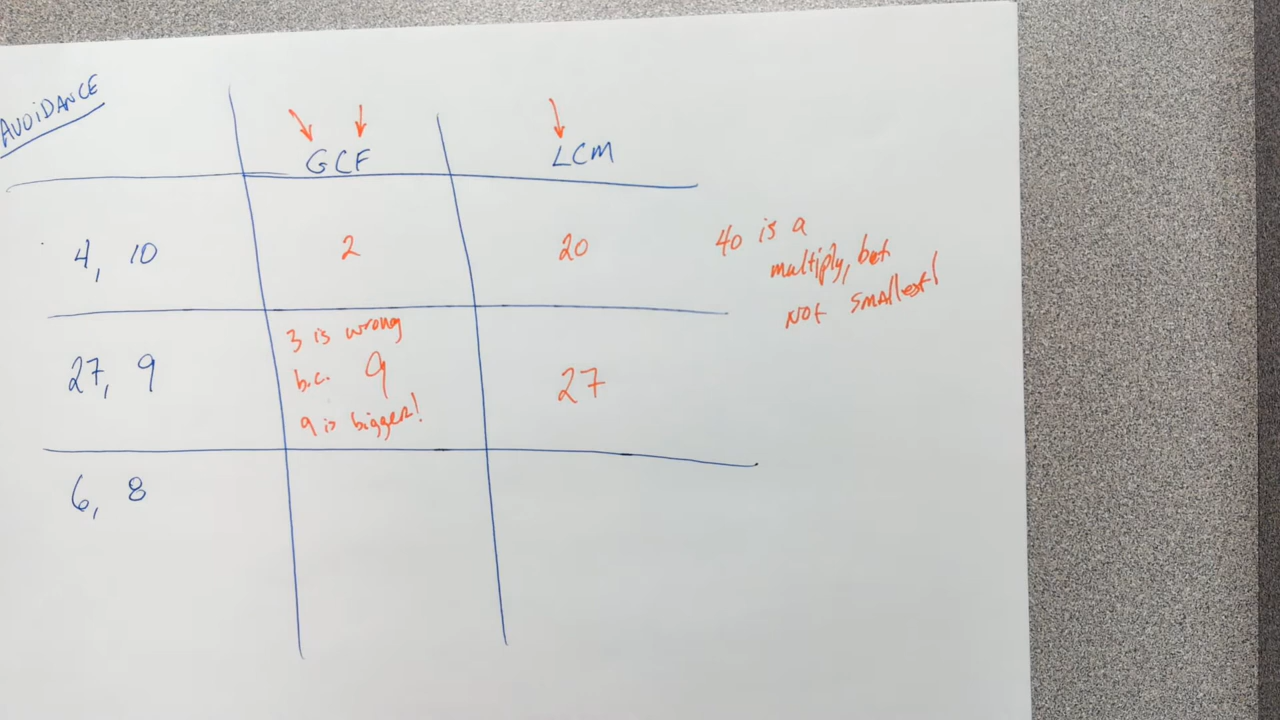 AVOIDANCE
GCF LCM
4, 10 2 20
40 is a
multiply, but
NOT smallest!
27, 9 27
3 is wrong
b.c. 9
9 is bigger!
6, 8